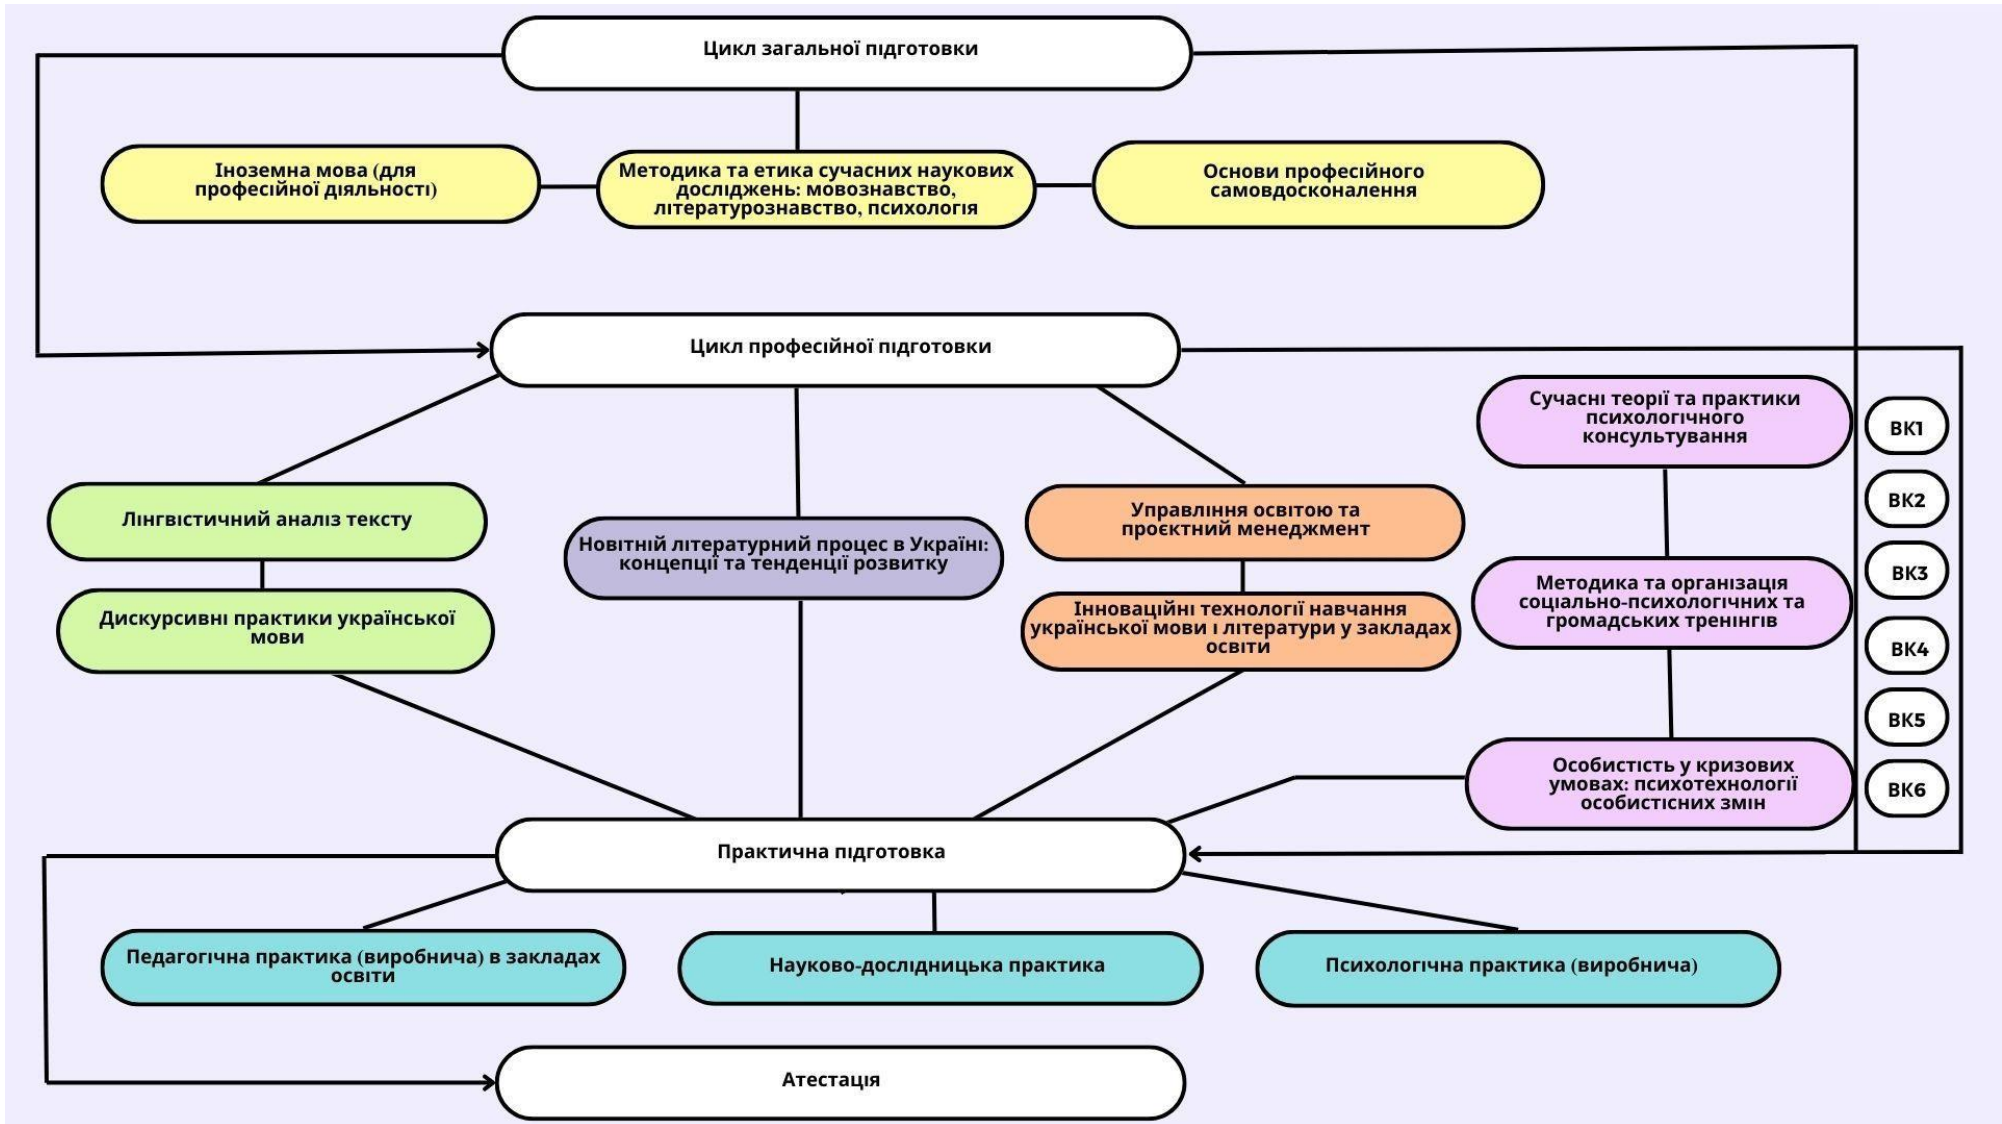 Цикл загальної підготовки
Іноземна мова (для
професійної діяльності)
Методика та етика сучасних наукових
досліджень: мовознавство,
літературознавство, психологія
Основи професійного
самовдосконалення
Цикл професійної підготовки
Сучасні теорії та практики
психологічного
консультування
ВК1
ВК2
ВК3
ВК4
ВК5
ВК6
Лінгвістичний аналіз тексту
Дискурсивні практики української
мови
Новітній літературний процес в Україні:
концепції та тенденції розвитку
Управління освітою та
проєктний менеджмент
Інноваційні технології навчання
української мови і літератури у закладах
освіти
Методика та організація
соціально-психологічних та
громадських тренінгів
Особистість у кризових
умовах: психотехнології
особистісних змін
Практична підготовка
Педагогічна практика (виробнича) в закладах
освіти
Науково-дослідницька практика
Психологічна практика (виробнича)
Атестація